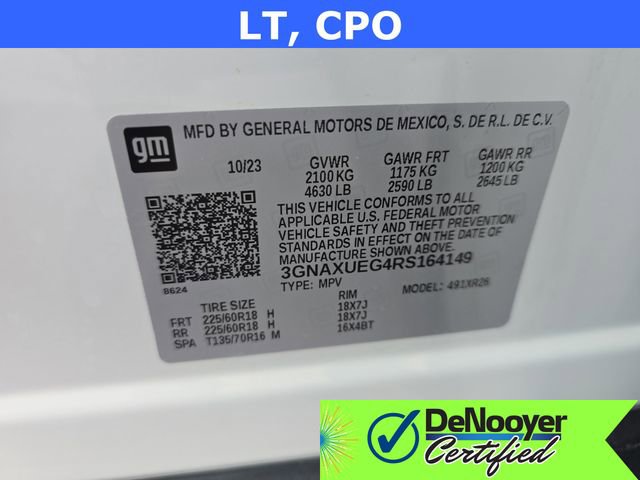 LT, CPO
gm
MFD BY GENERAL MOTORS DE MEXICO, S. DE R.L. DE C.V.
10/23 GVWR GAWR FRT GAWR RR
2100 KG 1175 KG 1200 KG
4630 LB 2590 LB 2645 LB
THIS VEHICLE CONFORMS TO ALL
APPLICABLE U.S. FEDERAL MOTOR
VEHICLE SAFETY AND THEFT PREVENTION
STANDARDS IN EFFECT ON THE DATE OF
MANUFACTURE SHOWN ABOVE.
3GNAXUEG4RS164149
8624
TYPE: MPV MODEL: 491XR26
TIRE SIZE RIM
FRT 225/60R18 H 18X7J
RR 225/60R18 H 18X7J
SPA T135/70R16 M 16X4BT
DeNooyer
Certified